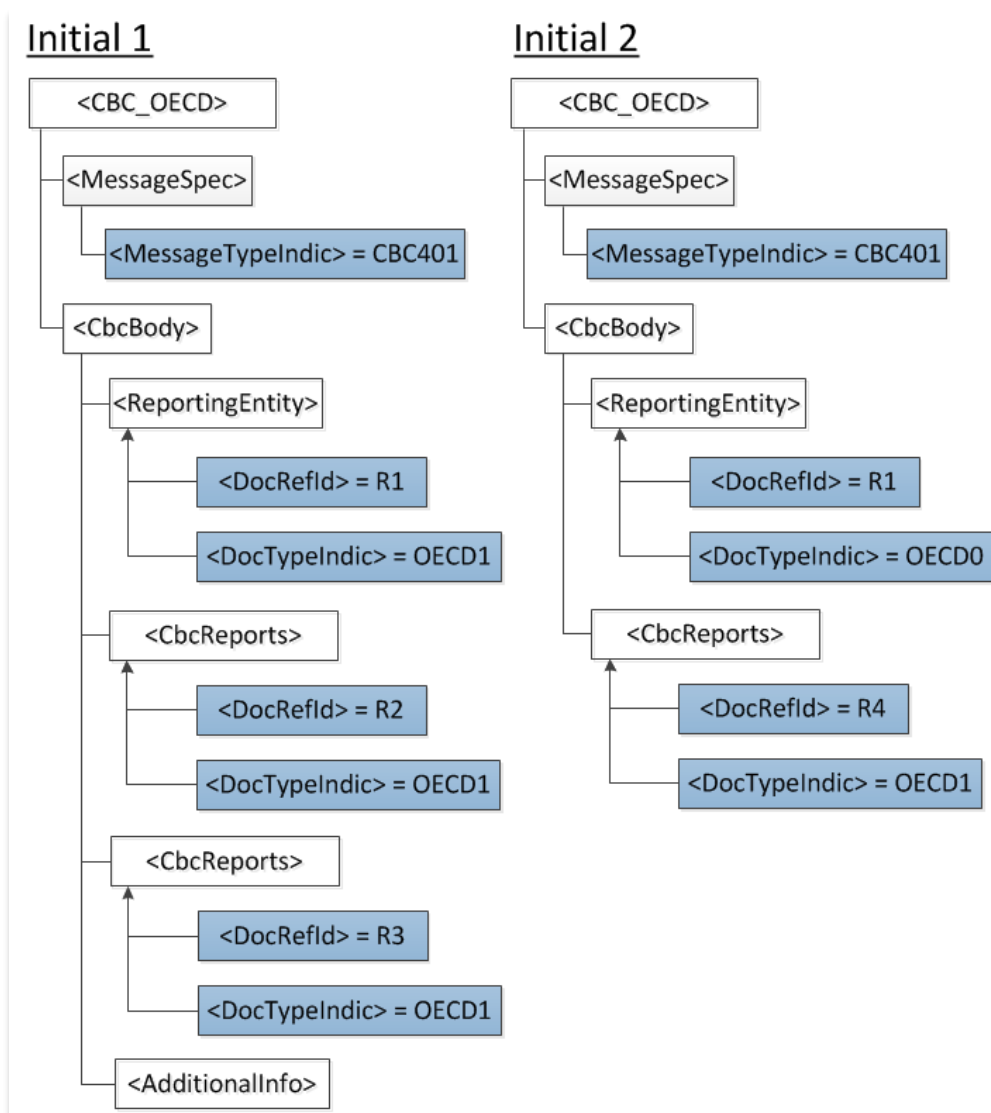 Initial 1
<CBC_OECD>
<MessageSpec>
<MessageTypeIndic> = CBC401
<CbcBody>
<ReportingEntity>
<DocRefId> = R1
<DocTypeIndic> = OECD1
<CbcReports>
<DocRefId> = R2
<DocTypeIndic> = OECD1
<CbcReports>
<DocRefId> = R3
<DocTypeIndic> = OECD1
<AdditionalInfo>
Initial 2
<CBC_OECD>
<MessageSpec>
<MessageTypeIndic> = CBC401
<CbcBody>
<ReportingEntity>
<DocRefId> = R1
<DocTypeIndic> = OECD0
<CbcReports>
<DocRefId> = R4
<DocTypeIndic> = OECD1